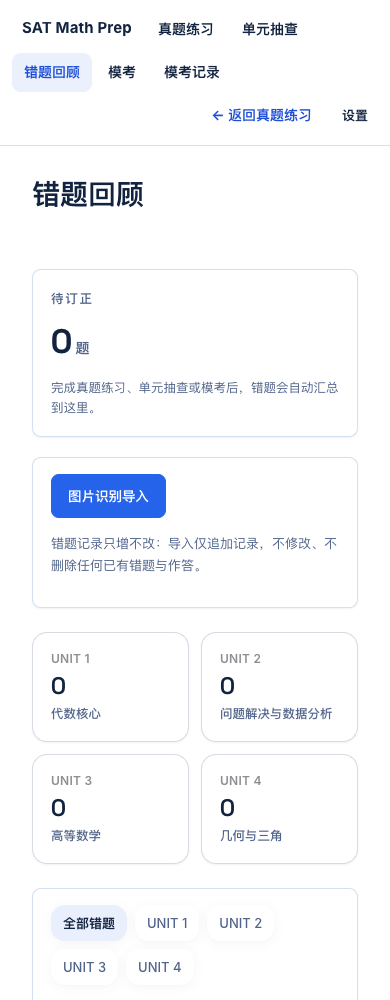 SAT Math Prep 真题练习 单元抽查
错题回顾 模考 模考记录
← 返回真题练习 设置
错题回顾
待订正
0 题
完成真题练习、单元抽查或模考后，错题会自动汇总
到这里。
图片识别导入
错题记录只增不改：导入仅追加记录，不修改、不
删除任何已有错题与作答。
UNIT 1
0
代数核心
UNIT 2
0
问题解决与数据分析
UNIT 3
0
高等数学
UNIT 4
0
几何与三角
全部错题 UNIT 1 UNIT 2
UNIT 3 UNIT 4